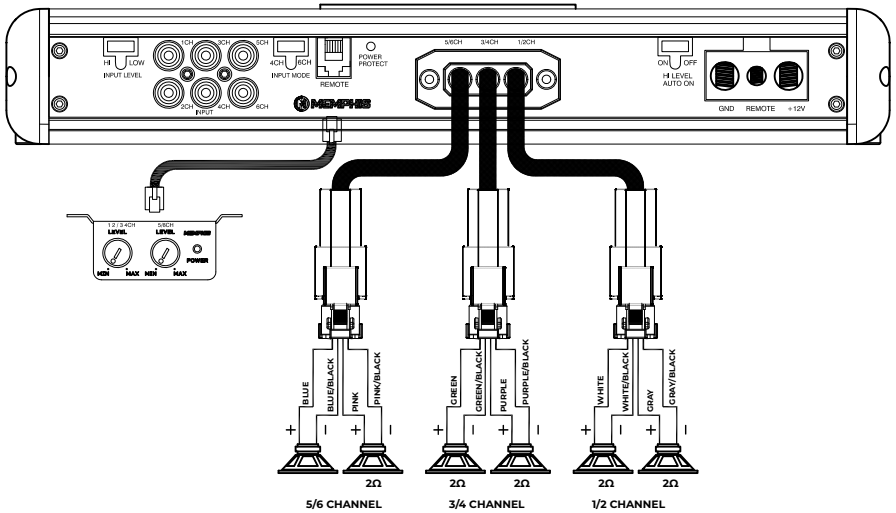 5/6CH 3/4CH 1/2CH
1CH 3CH 5CH
HI LOW
INPUT LEVEL
4CH 6CH
INPUT MODE
REMOTE
POWER
PROTECT
ON OFF
HI LEVEL
AUTO ON
2CH 4CH 6CH
INPUT
MEMPHIS
GND REMOTE +12V
1 2 / 3 4CH 5/8CH
LEVEL LEVEL MEMPHIS
POWER
MIN MAX MIN MAX
BLUE BLUE/BLACK PINK PINK/BLACK
GREEN GREEN/BLACK PURPLE PURPLE/BLACK
WHITE WHITE/BLACK GRAY GRAY/BLACK
+ – + – + – + – + – + –
2Ω 2Ω 2Ω 2Ω 2Ω
5/6 CHANNEL 3/4 CHANNEL 1/2 CHANNEL